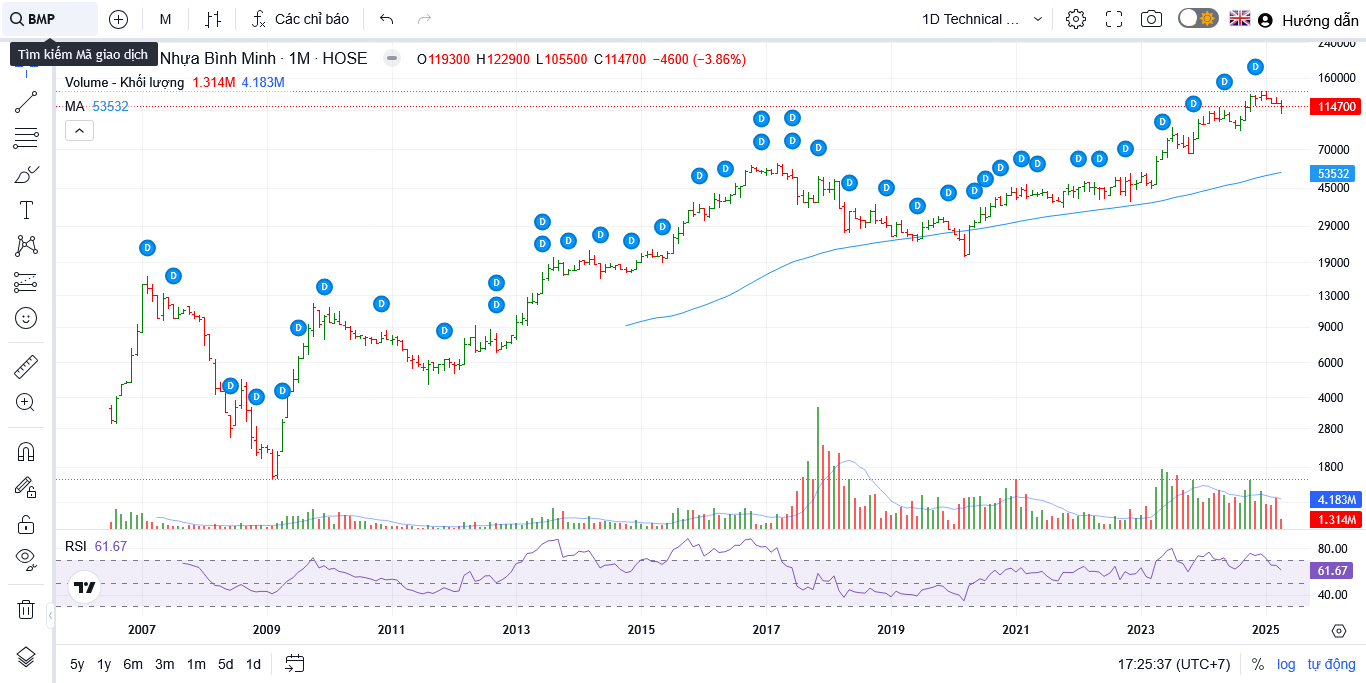 BMP
M
Các chỉ báo
1D Technical ...
Hướng dẫn
Tìm kiếm Mã giao dịch
Nhựa Bình Minh · 1M · HOSE
O119300 H122900 L105500 C114700 −4600 (−3.86%)
Volume - Khối lượng 1.314M 4.183M
MA 53532
240000
160000
114700
70000
53532
45000
29000
19000
13000
9000
6000
4000
2800
1800
4.183M
1.314M
D D D D D D D D D D D D D D D D D D D D D D D D D D D D D D D D D D D D D D D D D
RSI 61.67
80.00
61.67
40.00
2007 2009 2011 2013 2015 2017 2019 2021 2023 2025
5y 1y 6m 3m 1m 5d 1d
17:25:37 (UTC+7) % log tự động